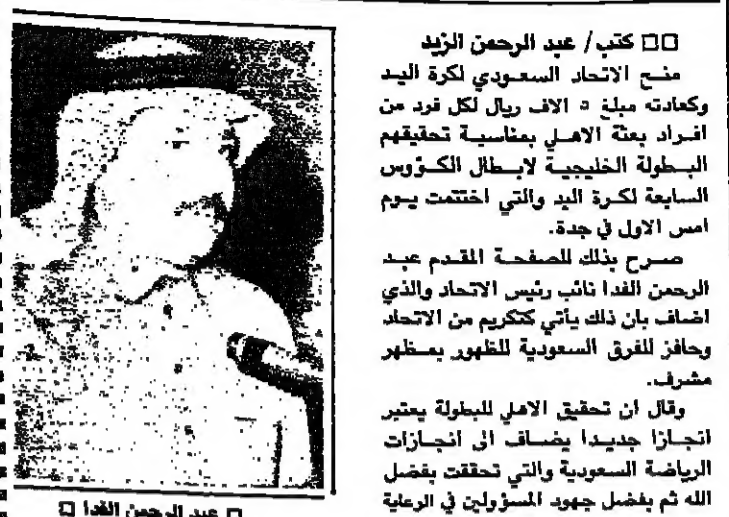 □□ كتب / عبد الرحمن الزيد
منح الاتحاد السعودي لكرة اليد
وكعادته مبلغ ٥ الاف ريال لكل فرد من
افراد بعثة الاهلي بمناسبة تحقيقهم
البطولة الخليجية لابطال الكؤوس
السابعة لكرة اليد والتي اختتمت يوم
امس الاول في جدة.
صرح بذلك للصفحة المقدم عبد
الرحمن الفدا نائب رئيس الاتحاد والذي
اضاف بان ذلك يأتي كتكريم من الاتحاد
وحافز للفرق السعودية للظهور بمظهر
مشرف.
وقال ان تحقيق الاهلي للبطولة يعتبر
انجازا جديدا يضاف الى انجازات
الرياضة السعودية والتي تحققت بفضل
الله ثم بفضل جهود المسؤولين في الرعاية
□ عبد الرحمن الفدا □